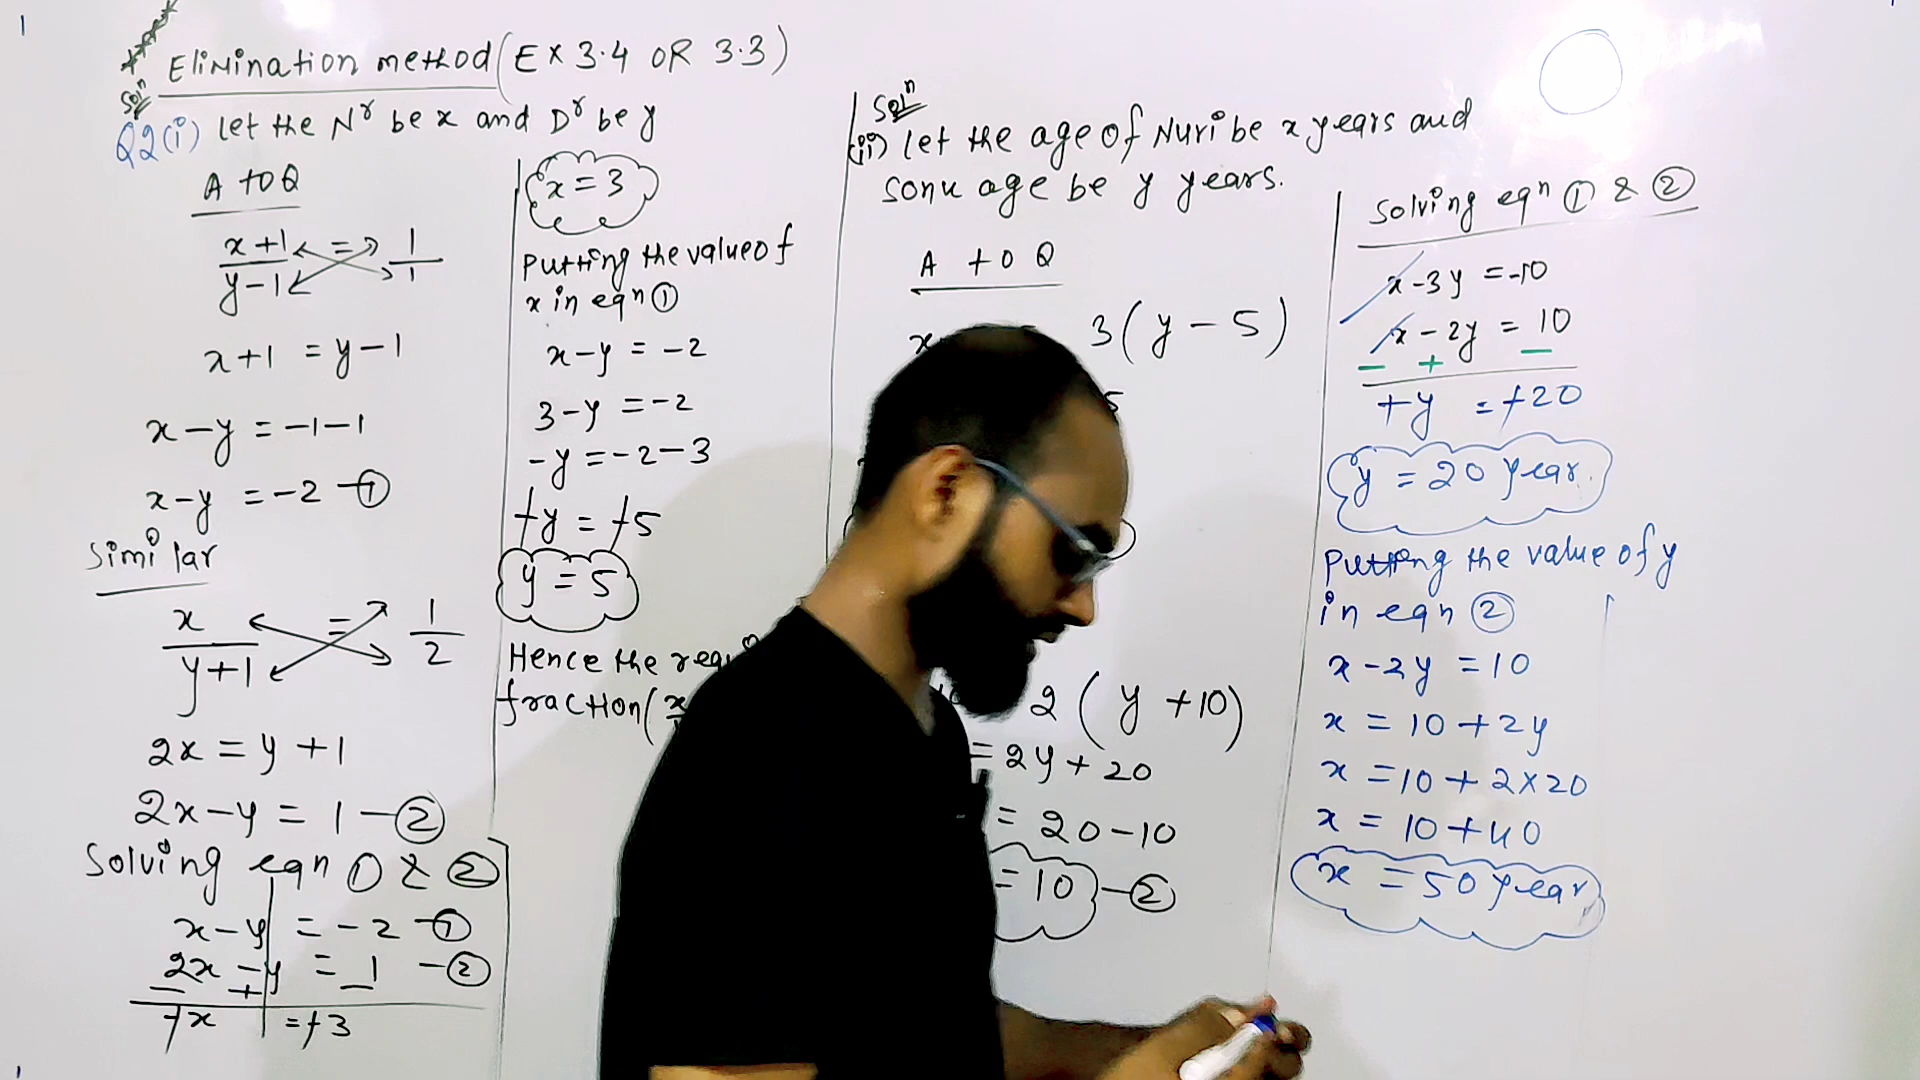 Elimination method (EX 3.4 OR 3.3)
Solⁿ
Q2(i) let the Nʳ be x and Dʳ be y
A to Q
x+1 / y-1 = 1 / 1
x+1 = y-1
x-y = -1-1
x-y = -2 -①
Similar
x / y+1 = 1 / 2
2x = y+1
2x-y = 1 -②
Solving eqn ① & ②
x-y = -2 -①
2x-y = 1 -②
- + -
+x = +3
x = 3
Putting the value of
x in eqn ①
x-y = -2
3-y = -2
-y = -2-3
+y = +5
y = 5
Hence the
fraction (x
Solⁿ
(ii) let the age of Nuri be x years and
sonu age be y years.
A to Q
x 3(y-5)
5
2(y+10)
= 2y+20
= 20-10
= 10 -②
Solving eqⁿ ① & ②
x-3y = -10
x-2y = 10
- + -
+y = +20
y = 20 year.
Putting the value of y
in eqn ②
x-2y = 10
x = 10+2y
x = 10+2×20
x = 10+40
x = 50 year